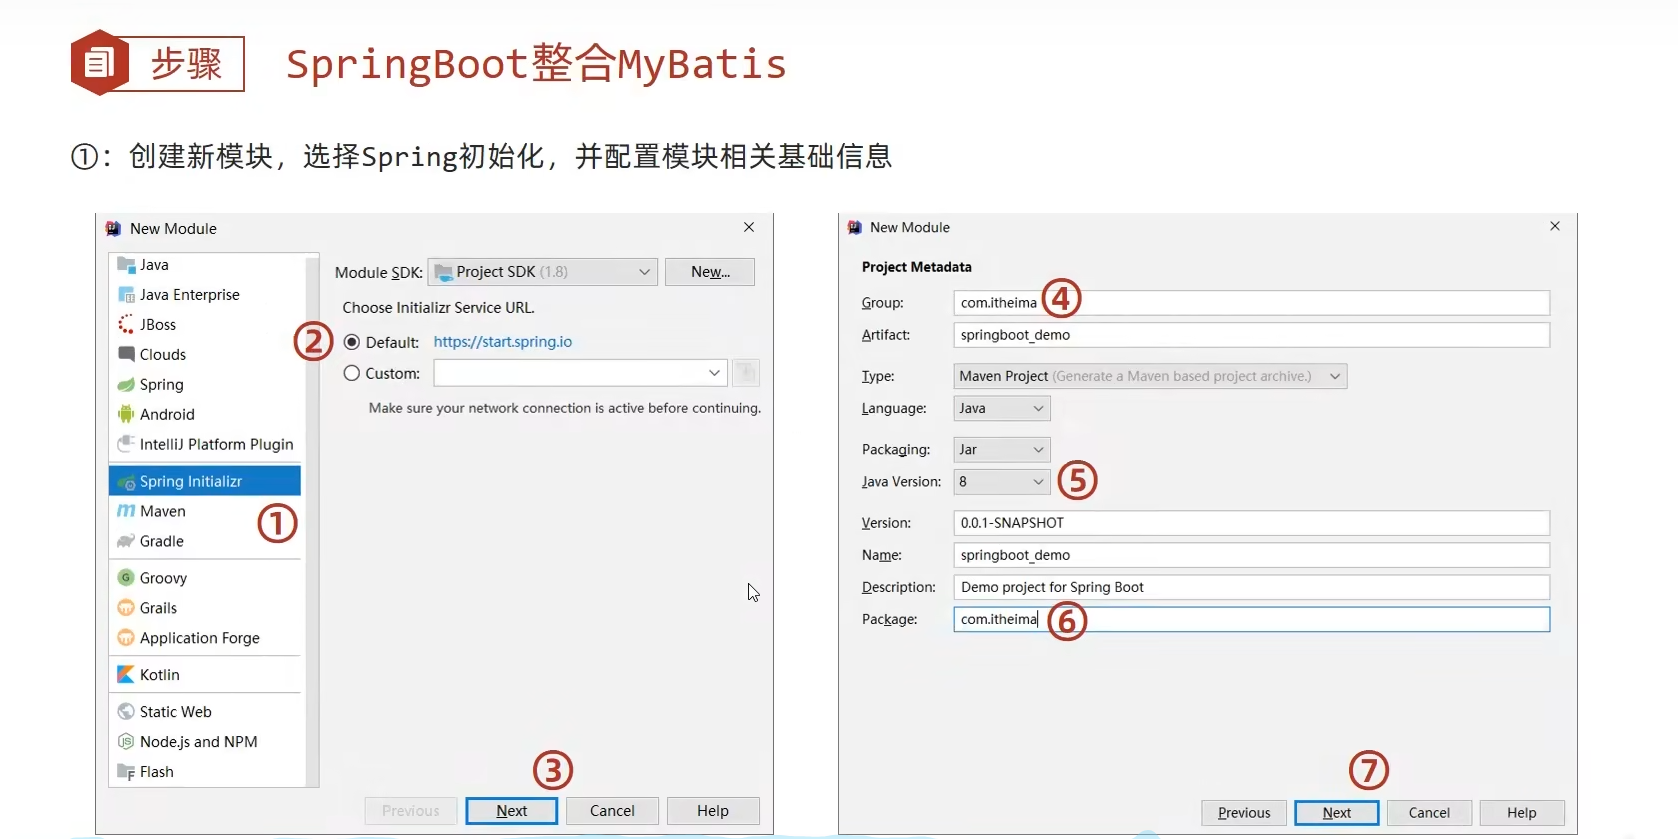 步骤
SpringBoot整合MyBatis
①：创建新模块，选择Spring初始化，并配置模块相关基础信息
New Module
Java
Java Enterprise
JBoss
Clouds
Spring
Android
IntelliJ Platform Plugin
Spring Initializr
①
Maven
Gradle
Groovy
Grails
Application Forge
Kotlin
Static Web
Node.js and NPM
Flash
Module SDK: Project SDK (1.8) New...
Choose Initializr Service URL.
② Default: https://start.spring.io
Custom:
Make sure your network connection is active before continuing.
③
Previous Next Cancel Help
New Module
Project Metadata
Group: com.itheima ④
Artifact: springboot_demo
Type: Maven Project (Generate a Maven based project archive.)
Language: Java
Packaging: Jar
Java Version: 8 ⑤
Version: 0.0.1-SNAPSHOT
Name: springboot_demo
Description: Demo project for Spring Boot
Package: com.itheima ⑥
⑦
Previous Next Cancel Help